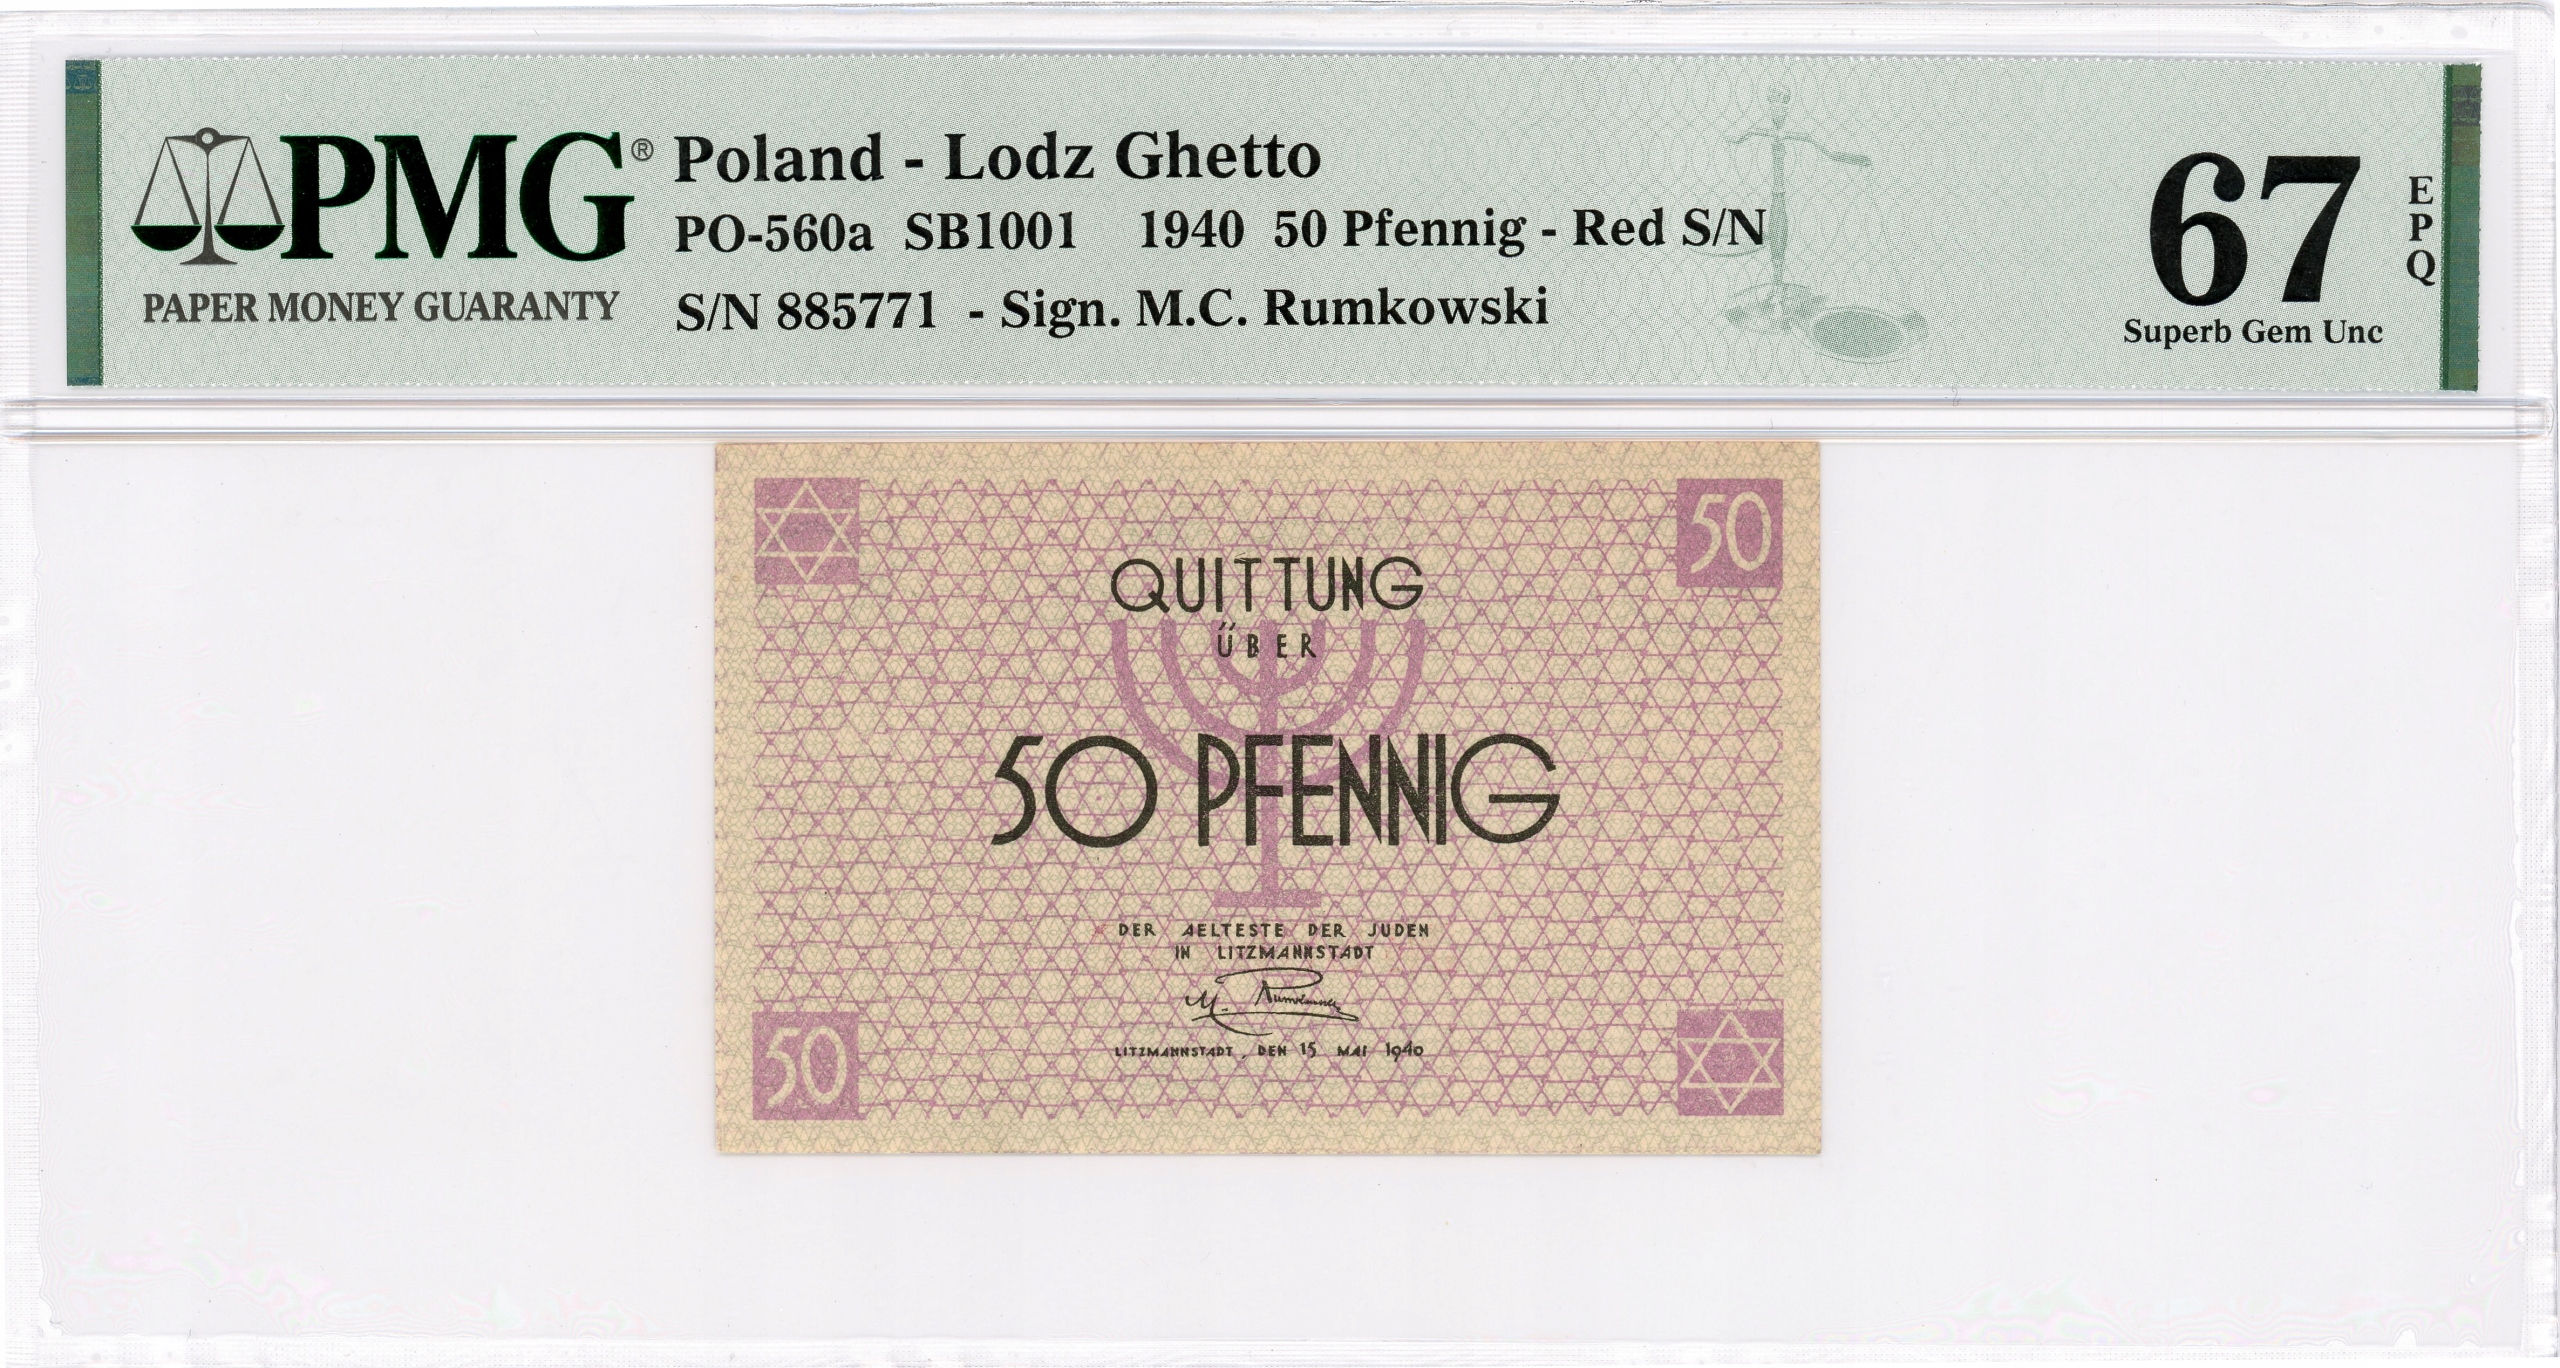 PMG®
PAPER MONEY GUARANTY
Poland - Lodz Ghetto
PO-560a SB1001 1940 50 Pfennig - Red S/N
S/N 885771 - Sign. M.C. Rumkowski
67
EPQ
Superb Gem Unc
50
QUITTUNG
ÜBER
50 PFENNIG
DER AELTESTE DER JUDEN
IN LITZMANNSTADT
M. Rumkowski
LITZMANNSTADT, DEN 15 MAI 1940
50